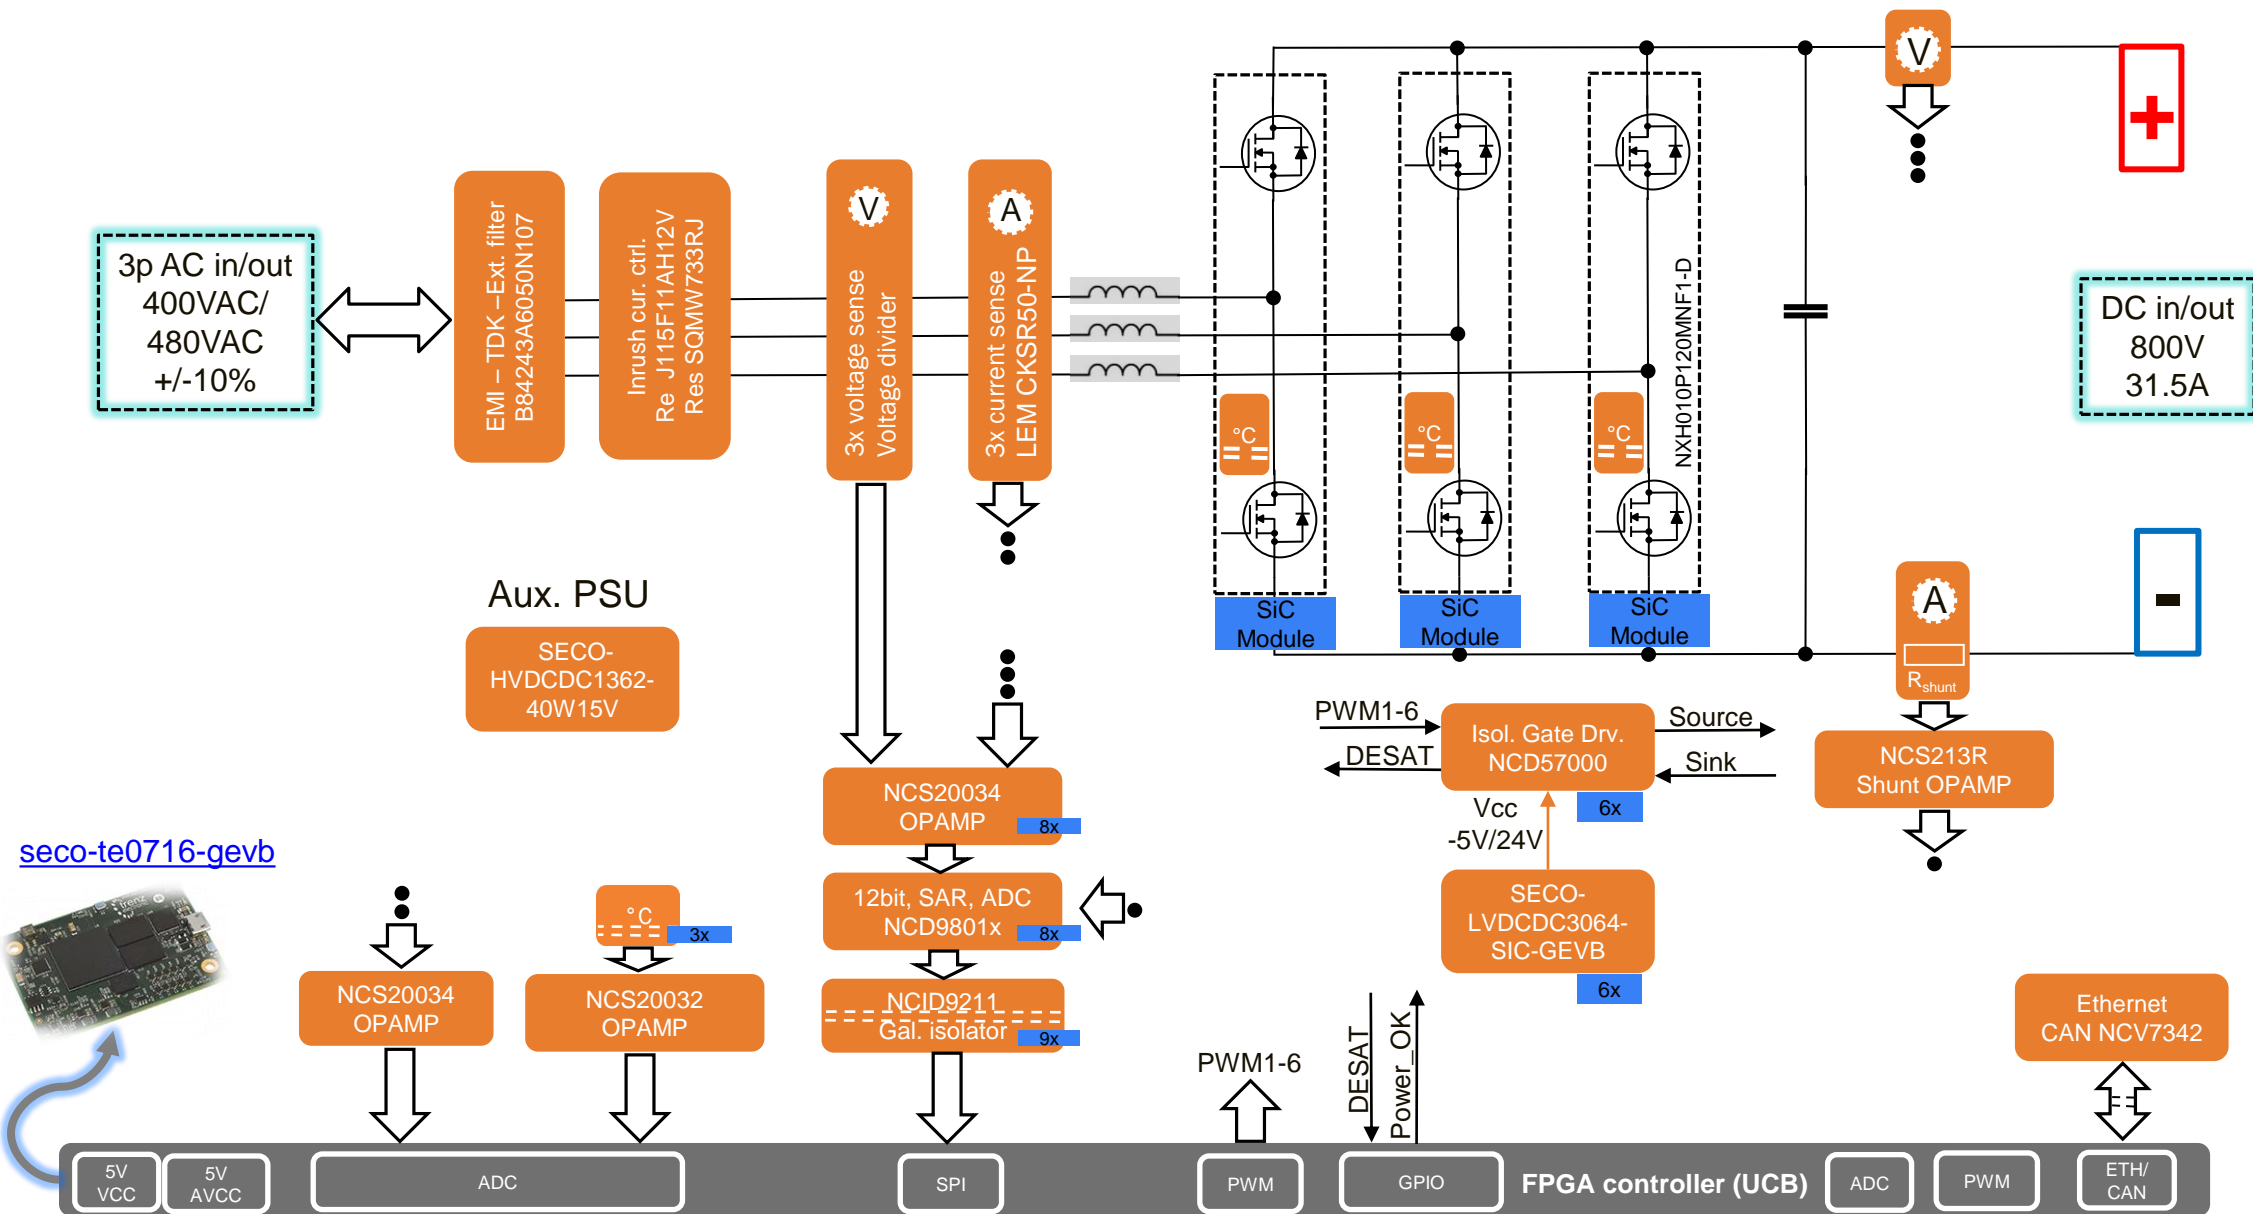 V
+
3p AC in/out
400VAC/
480VAC
+/-10%
EMI – TDK –Ext. filter
B84243A6050N107
Inrush cur. ctrl.
Re J115F11AH12V
Res SQMW733RJ
V
3x voltage sense
Voltage divider
A
3x current sense
LEM CKSR50-NP
°C
°C
°C
NXH010P120MNF1-D
DC in/out
800V
31.5A
SiC
Module
SiC
Module
SiC
Module
A
Rshunt
-
Aux. PSU
SECO-
HVDCDC1362-
40W15V
PWM1-6
DESAT
Isol. Gate Drv.
NCD57000
6x
Source
Sink
NCS213R
Shunt OPAMP
Vcc
-5V/24V
NCS20034
OPAMP
8x
seco-te0716-gevb
trenz
12bit, SAR, ADC
NCD9801x
8x
SECO-
LVDCDC3064-
SIC-GEVB
6x
°C
3x
NCS20034
OPAMP
NCS20032
OPAMP
NCID9211
Gal. isolator
9x
PWM1-6
DESAT
Power_OK
Ethernet
CAN NCV7342
5V
VCC
5V
AVCC
ADC
SPI
PWM
GPIO
FPGA controller (UCB)
ADC
PWM
ETH/
CAN